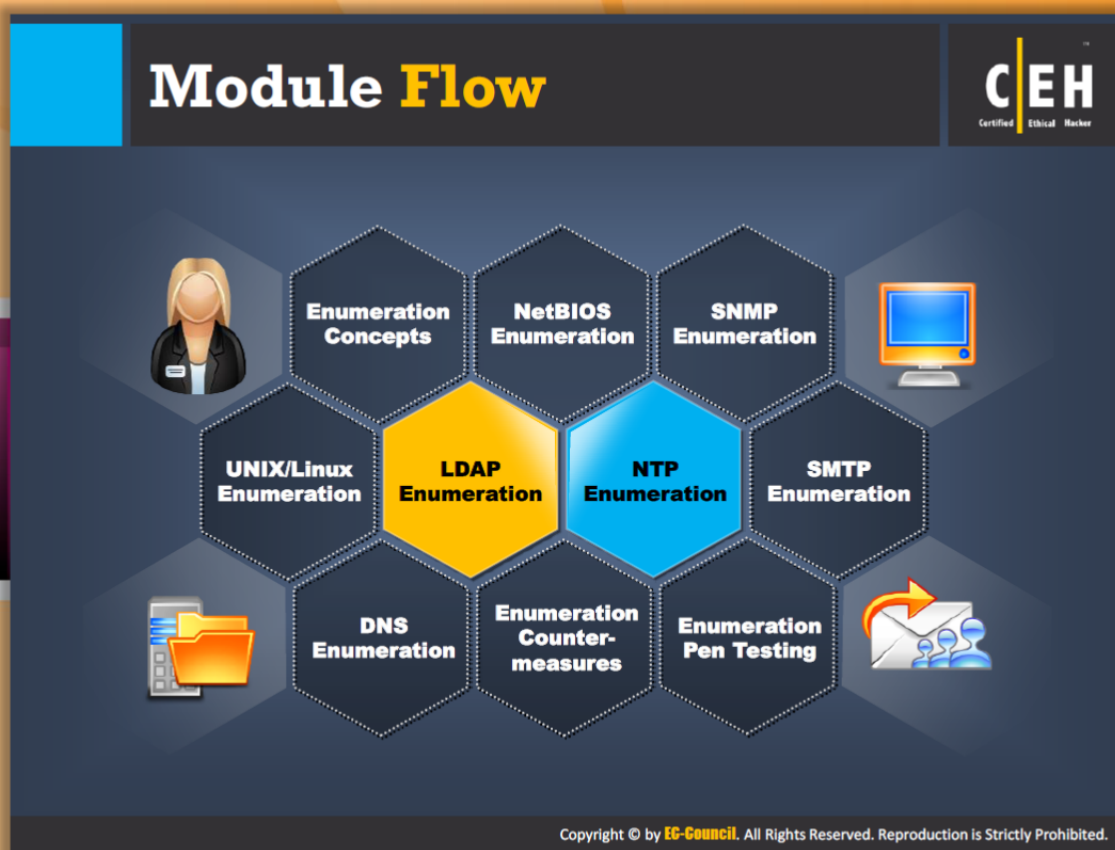 Module Flow
CEH
™
Certified Ethical Hacker
Enumeration
Concepts
NetBIOS
Enumeration
SNMP
Enumeration
UNIX/Linux
Enumeration
LDAP
Enumeration
NTP
Enumeration
SMTP
Enumeration
DNS
Enumeration
Enumeration
Counter-
measures
Enumeration
Pen Testing
Copyright © by EC-Council. All Rights Reserved. Reproduction is Strictly Prohibited.